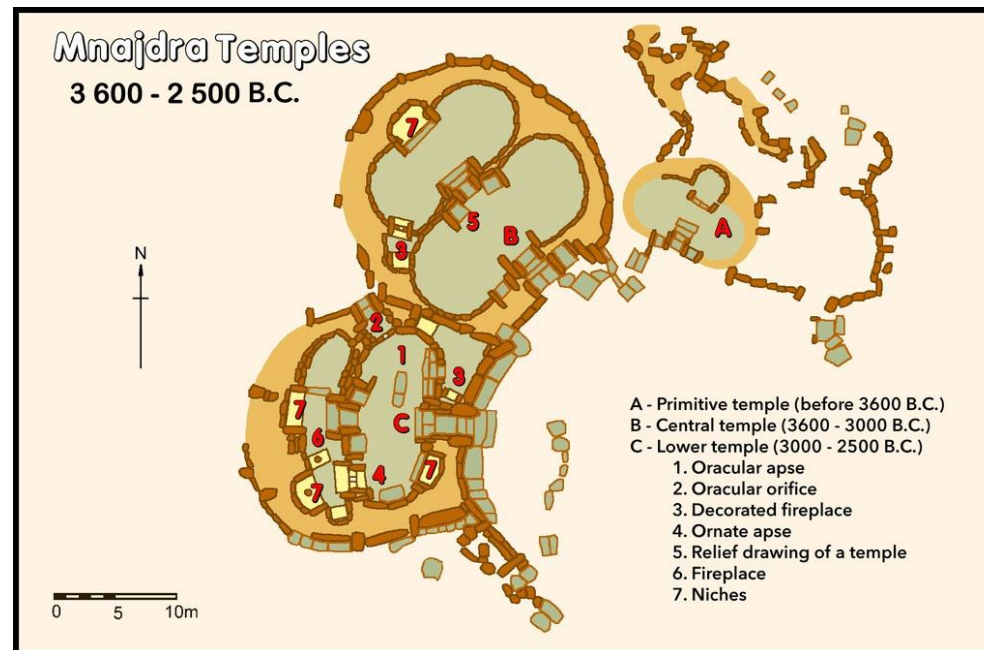 Mnajdra Temples
3 600 - 2 500 B.C.
7
5
B
3
A
N
2
1
3
7
C
6
7
4
7
0 5 10m
A - Primitive temple (before 3600 B.C.)
B - Central temple (3600 - 3000 B.C.)
C - Lower temple (3000 - 2500 B.C.)
1. Oracular apse
2. Oracular orifice
3. Decorated fireplace
4. Ornate apse
5. Relief drawing of a temple
6. Fireplace
7. Niches